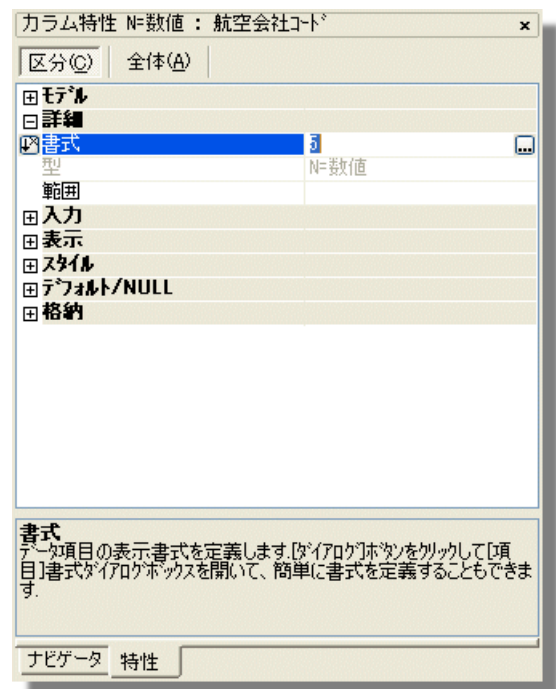 カラム特性 N=数値 : 航空会社ｺｰﾄﾞ
区分(C) 全体(A)
ﾓﾃﾞﾙ
詳細
書式 5 ...
型 N=数値
範囲
入力
表示
ｽﾀｲﾙ
ﾃﾞﾌｫﾙﾄ/NULL
格納
書式
ﾃﾞｰﾀ項目の表示書式を定義します.[ﾀﾞｲｱﾛｸﾞ]ﾎﾞﾀﾝをｸﾘｯｸして[項
目]書式ﾀﾞｲｱﾛｸﾞﾎﾞｯｸｽを開いて、簡単に書式を定義することもできま
す.
ナビゲータ 特性